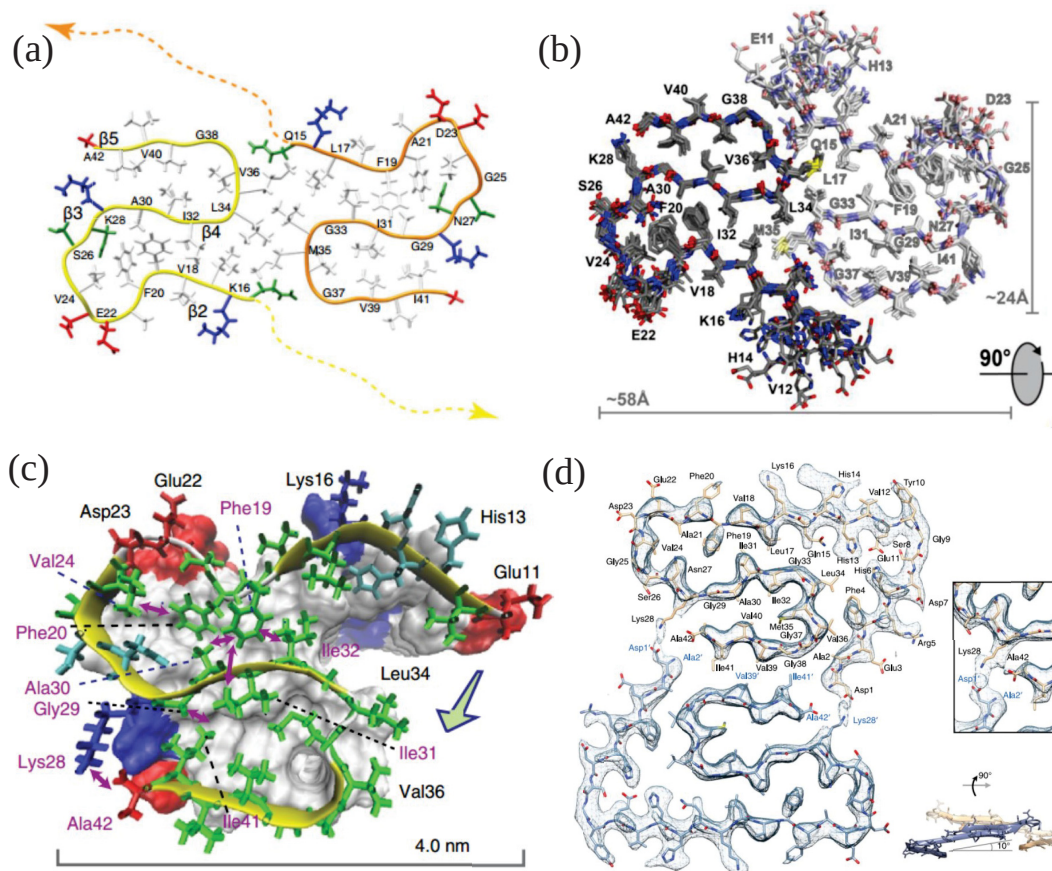 (a)
β5
A42
V40
G38
V36
L34
A30
I32
β4
β3
K28
S26
V24
E22
F20
V18
β2
K16
Q15
L17
F19
A21
D23
G25
N27
G29
I31
G33
M35
G37
V39
I41
(b)
E11
H13
V40
G38
A42
K28
V36
Q15
L17
A21
D23
G25
S26
A30
F20
L34
G33
F19
N27
I32
M35
I31
G29
I41
V24
V18
G37
V39
E22
K16
H14
V12
~24Å
90°
~58Å
(c)
Glu22
Asp23
Phe19
Lys16
His13
Val24
Glu11
Phe20
Ile32
Leu34
Ala30
Gly29
Ile31
Lys28
Val36
Ala42
Ile41
4.0 nm
(d)
Glu22
Phe20
Lys16
His14
Asp23
Val18
Val12
Tyr10
Ala21
Phe19
Ile31
Leu17
Gln15
His13
Glu11
Ser8
Gly9
Gly25
Val24
Asn27
Gly33
Leu34
His6
Ser26
Gly29
Ala30
Ile32
Phe4
Asp7
Lys28
Val40
Met35
Gly37
Val36
Arg5
Ala42
Asp1'
Ala2'
Ile41
Val39
Gly38
Ala2
Glu3
Val39'
Ile41'
Asp1
Ala42'
Lys28'
Lys28
Ala42
Asp1'
Ala2'
90°
10°